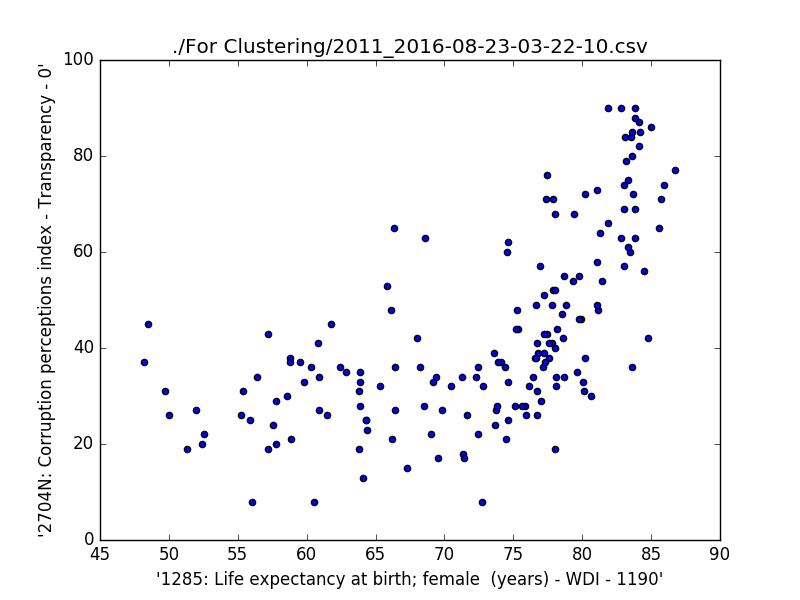 ./For Clustering/2011_2016-08-23-03-22-10.csv
100
80
60
40
20
0
'2704N: Corruption perceptions index - Transparency - 0'
45 50 55 60 65 70 75 80 85 90
'1285: Life expectancy at birth; female  (years) - WDI - 1190'